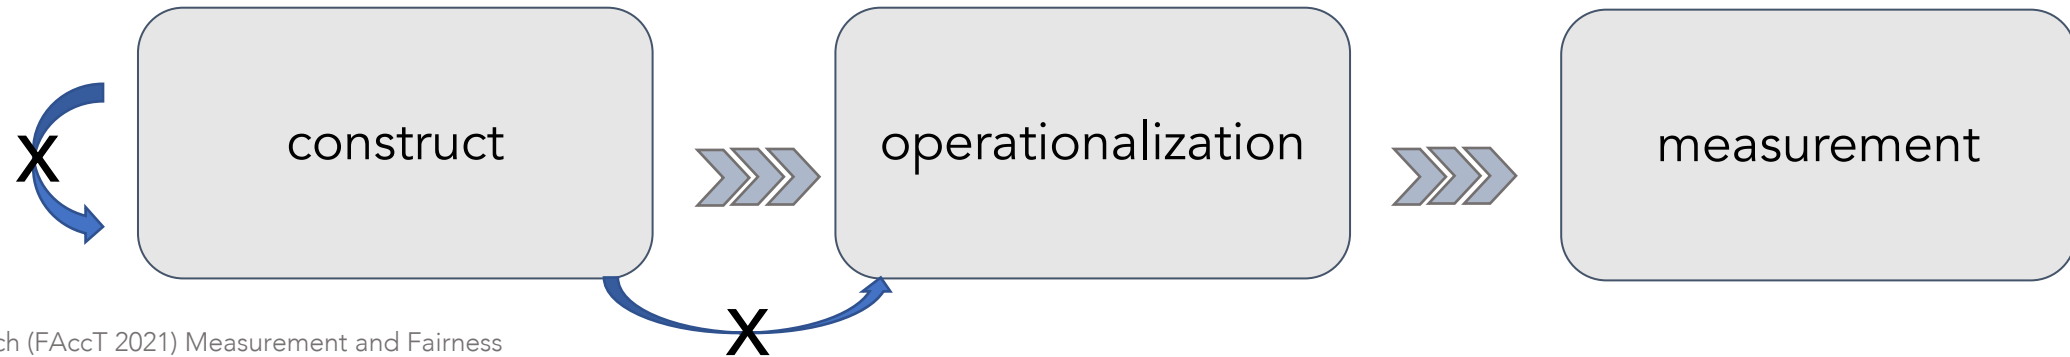 construct
operationalization
measurement
X
X
ch (FAccT 2021) Measurement and Fairness